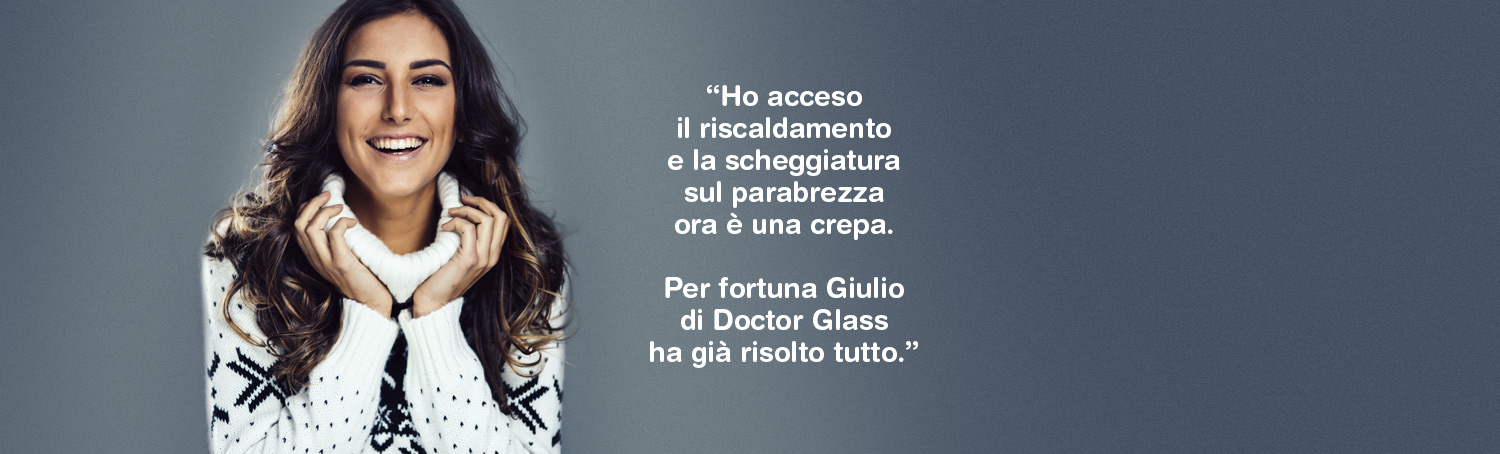 “Ho acceso
il riscaldamento
e la scheggiatura
sul parabrezza
ora è una crepa.
Per fortuna Giulio
di Doctor Glass
ha già risolto tutto.”